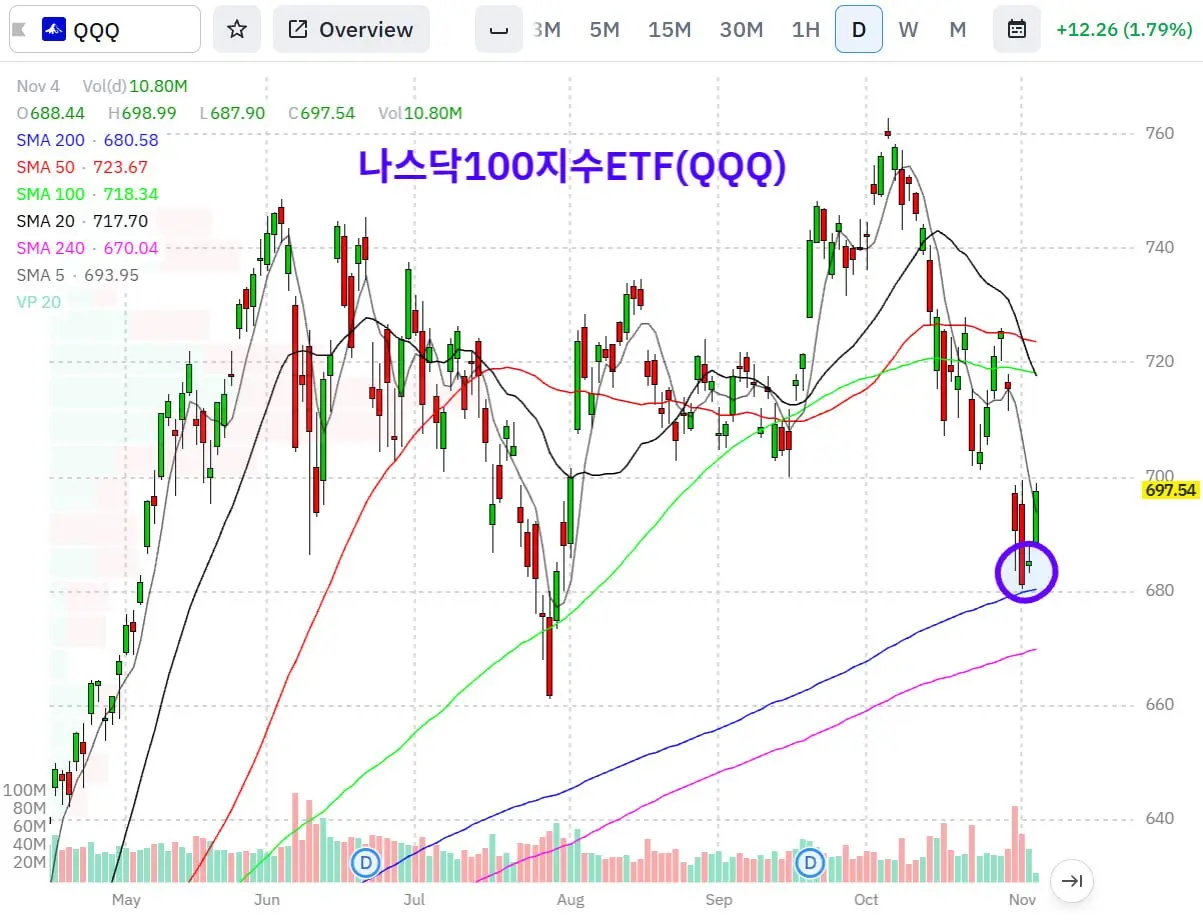 QQQ Overview 3M 5M 15M 30M 1H D W M +12.26 (1.79%)
Nov 4 Vol(d) 10.80M
O688.44 H698.99 L687.90 C697.54 Vol10.80M
SMA 200 · 680.58
SMA 50 · 723.67
SMA 100 · 718.34
SMA 20 · 717.70
SMA 240 · 670.04
SMA 5 · 693.95
VP 20
나스닥100지수ETF(QQQ)
760
740
720
700
697.54
680
660
640
100M
80M
60M
40M
20M
D D
May Jun Jul Aug Sep Oct Nov